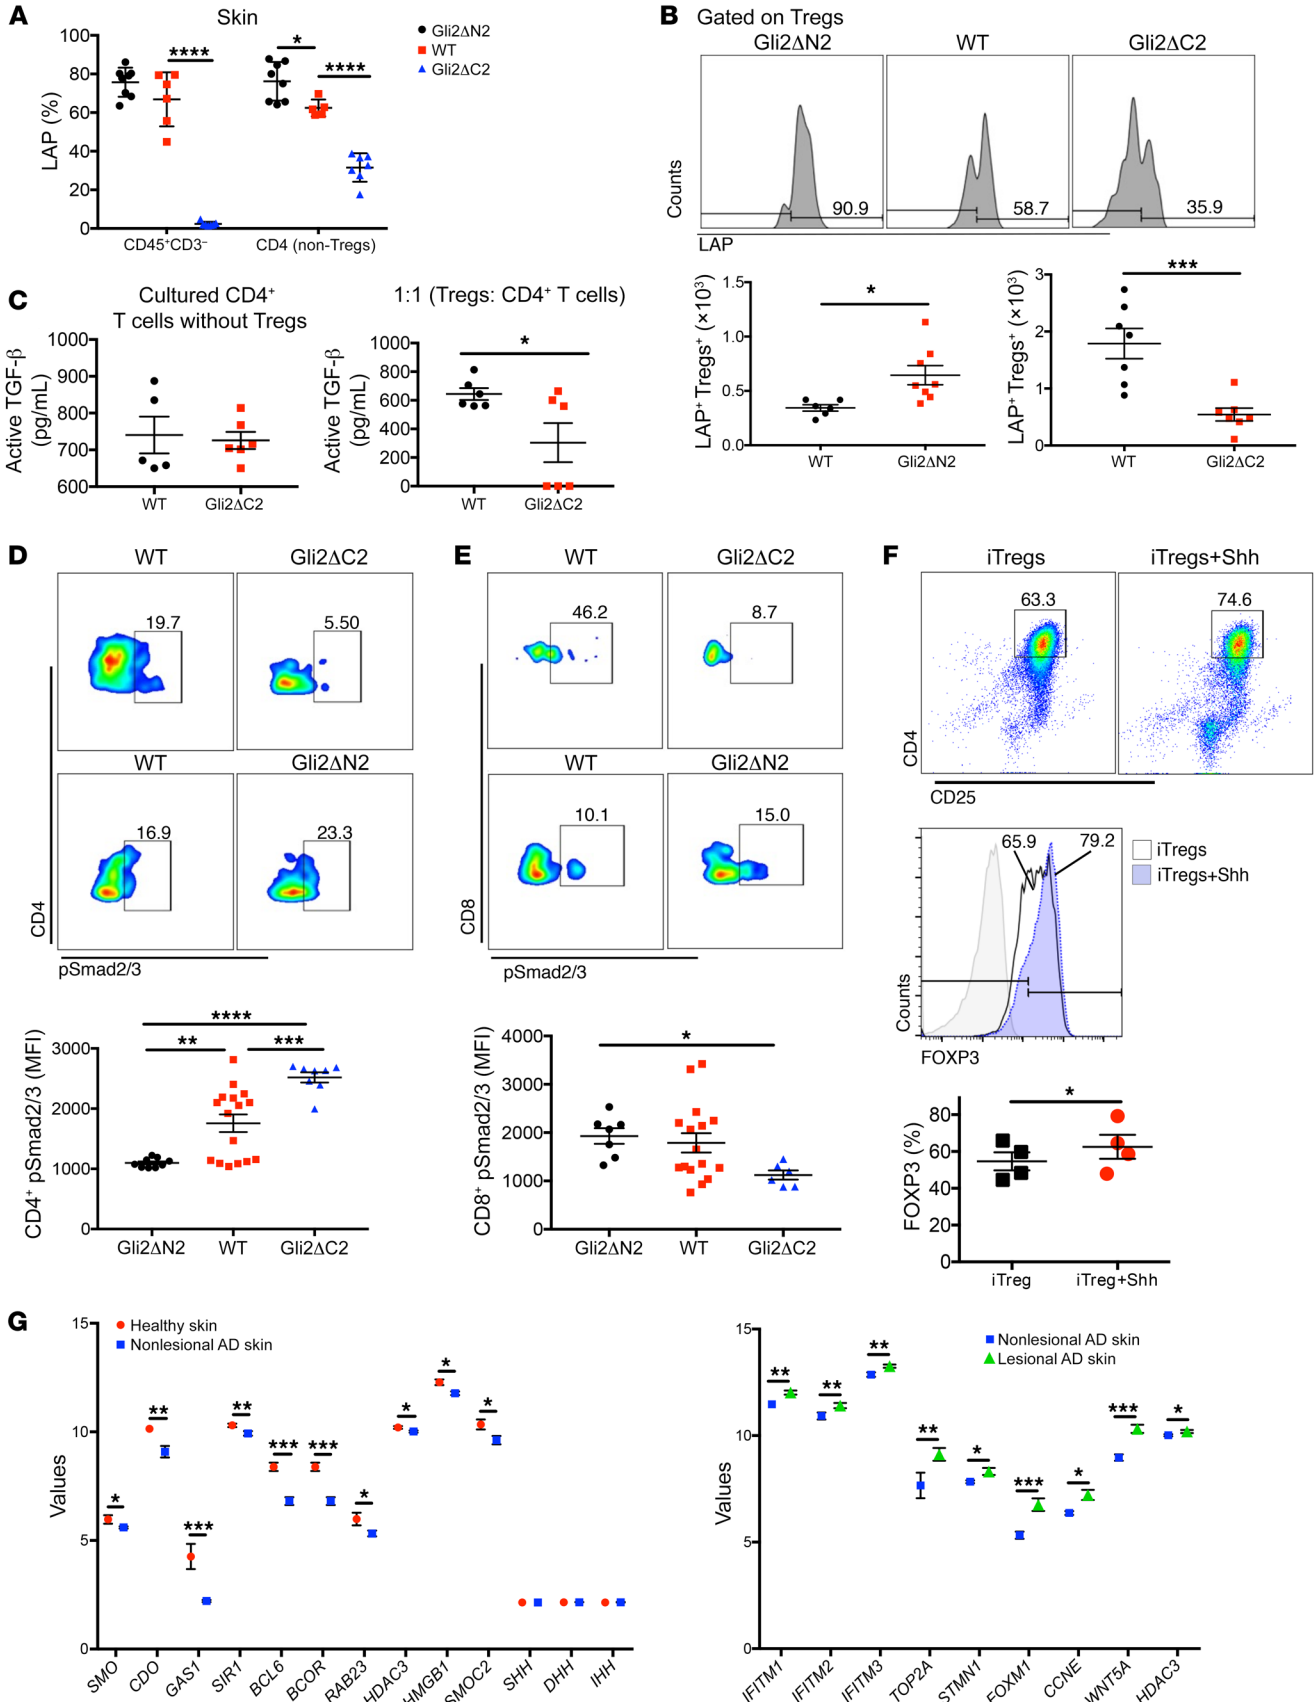 A
Skin
LAP (%)
100
80
60
40
20
0
****
*
****
CD45⁺CD3⁻
CD4 (non-Tregs)
Gli2ΔN2
WT
Gli2ΔC2
B
Gated on Tregs
Gli2ΔN2
WT
Gli2ΔC2
Counts
90.9
58.7
35.9
LAP
LAP⁺ Tregs⁺ (×10³)
1.5
1.0
0.5
0.0
*
WT
Gli2ΔN2
LAP⁺ Tregs⁺ (×10³)
3
2
1
0
***
WT
Gli2ΔC2
C
Cultured CD4⁺
T cells without Tregs
Active TGF-β
(pg/mL)
1000
900
800
700
600
WT
Gli2ΔC2
1:1 (Tregs: CD4⁺ T cells)
Active TGF-β
(pg/mL)
1000
800
600
400
200
0
*
WT
Gli2ΔC2
D
WT
Gli2ΔC2
19.7
5.50
WT
Gli2ΔN2
16.9
23.3
CD4
pSmad2/3
CD4⁺ pSmad2/3 (MFI)
3000
2000
1000
0
****
**
***
Gli2ΔN2
WT
Gli2ΔC2
E
WT
Gli2ΔC2
46.2
8.7
WT
Gli2ΔN2
10.1
15.0
CD8
pSmad2/3
CD8⁺ pSmad2/3 (MFI)
4000
3000
2000
1000
0
*
Gli2ΔN2
WT
Gli2ΔC2
F
iTregs
iTregs+Shh
63.3
74.6
CD4
CD25
65.9
79.2
iTregs
iTregs+Shh
Counts
FOXP3
FOXP3 (%)
80
60
40
20
0
*
iTreg
iTreg+Shh
G
Healthy skin
Nonlesional AD skin
Values
15
10
5
0
*
**
***
**
***
***
*
*
*
*
SMO
CDO
GAS1
SIR1
BCL6
BCOR
RAB23
HDAC3
HMGB1
SMOC2
SHH
DHH
IHH
Nonlesional AD skin
Lesional AD skin
Values
15
10
5
0
**
**
**
**
*
***
*
***
*
IFITM1
IFITM2
IFITM3
TOP2A
STMN1
FOXM1
CCNE
WNT5A
HDAC3